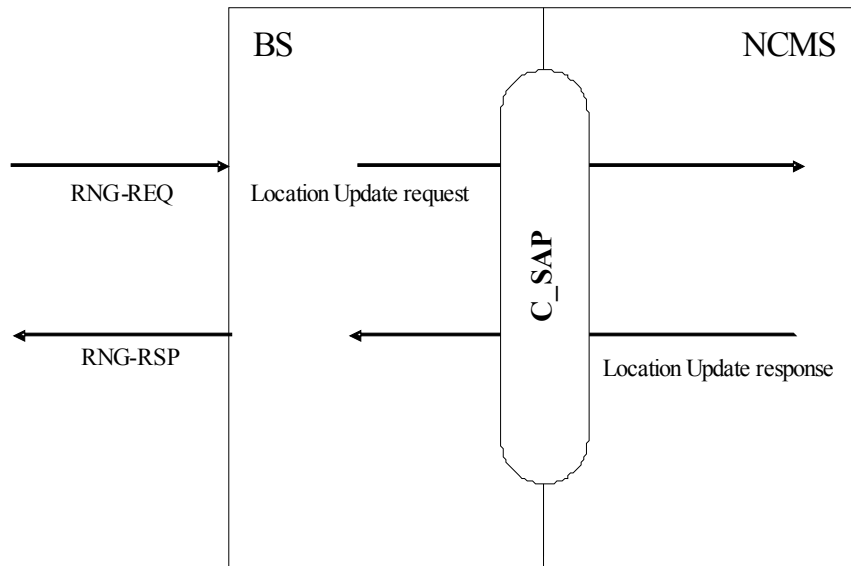 BS
NCMS
RNG-REQ
Location Update request
C_SAP
RNG-RSP
Location Update response